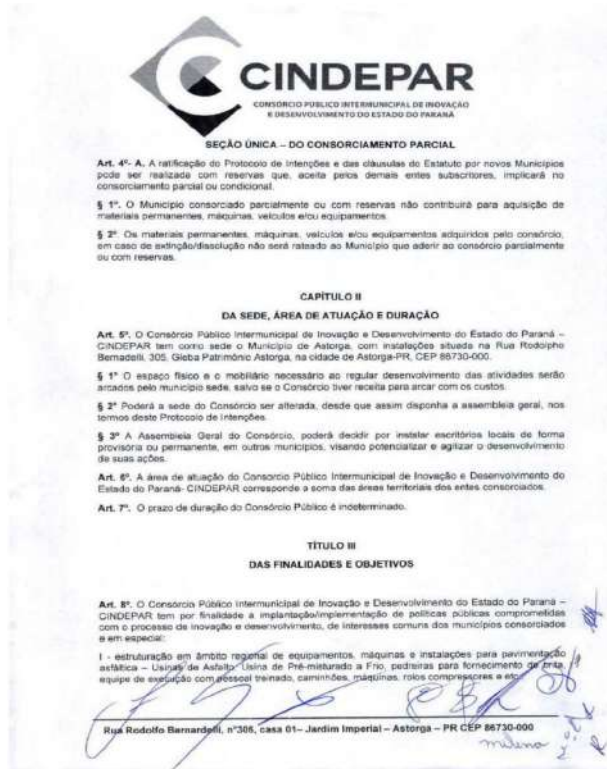 CINDEPAR
CONSÓRCIO PÚBLICO INTERMUNICIPAL DE INOVAÇÃO
E DESENVOLVIMENTO DO ESTADO DO PARANÁ
SEÇÃO ÚNICA – DO CONSORCIAMENTO PARCIAL
Art. 4º- A. A ratificação do Protocolo de Intenções e das cláusulas do Estatuto por novos Municípios
pode ser realizada com reservas que, aceita pelos demais entes subscritores, implicará no
consorciamento parcial ou condicional.
§ 1º. O Município consorciado parcialmente ou com reservas não contribuirá para aquisição de
materiais permanentes, máquinas, veículos e/ou equipamentos.
§ 2º. Os materiais permanentes, máquinas, veículos e/ou equipamentos adquiridos pelo consórcio,
em caso de extinção/dissolução não será rateado ao Município que aderir ao consórcio parcialmente
ou com reservas.
CAPÍTULO II
DA SEDE, ÁREA DE ATUAÇÃO E DURAÇÃO
Art. 5º. O Consórcio Público Intermunicipal de Inovação e Desenvolvimento do Estado do Paraná –
CINDEPAR tem como sede o Município de Astorga, com instalações situada na Rua Rodolpho
Bernadelli, 305, Gleba Patrimônio Astorga, na cidade de Astorga-PR, CEP 86730-000.
§ 1º O espaço físico e o mobiliário necessário ao regular desenvolvimento das atividades serão
arcados pelo município sede, salvo se o Consórcio tiver receita para arcar com os custos.
§ 2º Poderá a sede do Consórcio ser alterada, desde que assim disponha a assembleia geral, nos
termos deste Protocolo de Intenções.
§ 3º A Assembleia Geral do Consórcio, poderá decidir por instalar escritórios locais de forma
provisória ou permanente, em outros municípios, visando potencializar e agilizar o desenvolvimento
de suas ações.
Art. 6º. A área de atuação do Consorcio Público Intermunicipal de Inovação e Desenvolvimento do
Estado do Paraná- CINDEPAR corresponde a soma das áreas territoriais dos entes consorciados.
Art. 7º. O prazo de duração do Consórcio Público é indeterminado.
TÍTULO III
DAS FINALIDADES E OBJETIVOS
Art. 8º. O Consórcio Público Intermunicipal de Inovação e Desenvolvimento do Estado do Paraná –
CINDEPAR tem por finalidade a implantação/implementação de políticas públicas comprometidas
com o processo de inovação e desenvolvimento, de interesses comuns dos municípios consorciados
e em especial:
I - estruturação em âmbito regional de equipamentos, máquinas e instalações para pavimentação
asfáltica – Usinas de Asfalto, Usina de Pré-misturado a Frio, pedreiras para fornecimento de brita,
equipe de execução com pessoal treinado, caminhões, máquinas, rolos compressores e etc
Rua Rodolfo Bernardelli, n°305, casa 01– Jardim Imperial – Astorga – PR CEP 86730-000
milena